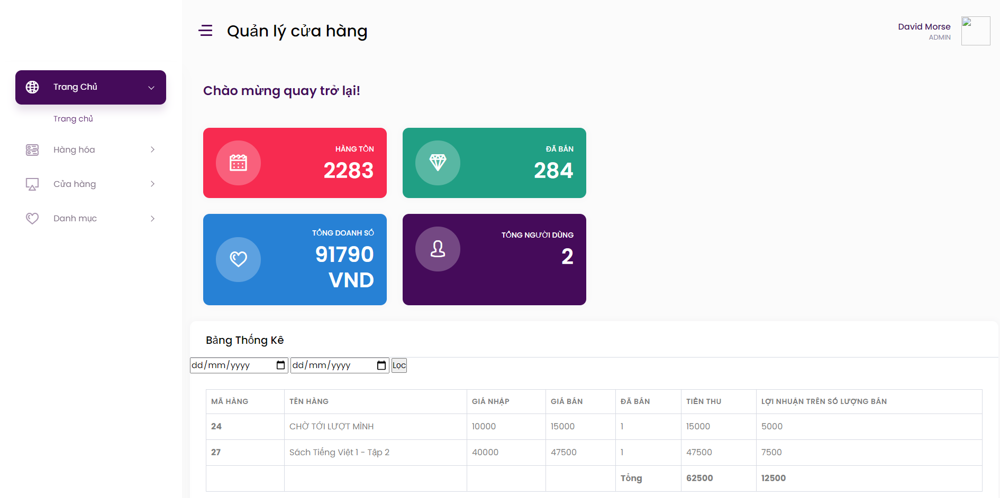 Quản lý cửa hàng
David Morse
ADMIN
Trang Chủ
Trang chủ
Hàng hóa
Cửa hàng
Danh mục
Chào mừng quay trở lại!
HÀNG TỒN
2283
ĐÃ BÁN
284
TỔNG DOANH SỐ
91790
VND
TỔNG NGƯỜI DÙNG
2
Bảng Thống Kê
dd/mm/yyyy dd/mm/yyyy Lọc
MÃ HÀNG TÊN HÀNG GIÁ NHẬP GIÁ BÁN ĐÃ BÁN TIỀN THU LỢI NHUẬN TRÊN SỐ LƯỢNG BÁN
24 CHỜ TỚI LƯỢT MÌNH 10000 15000 1 15000 5000
27 Sách Tiếng Việt 1 - Tập 2 40000 47500 1 47500 7500
Tổng 62500 12500